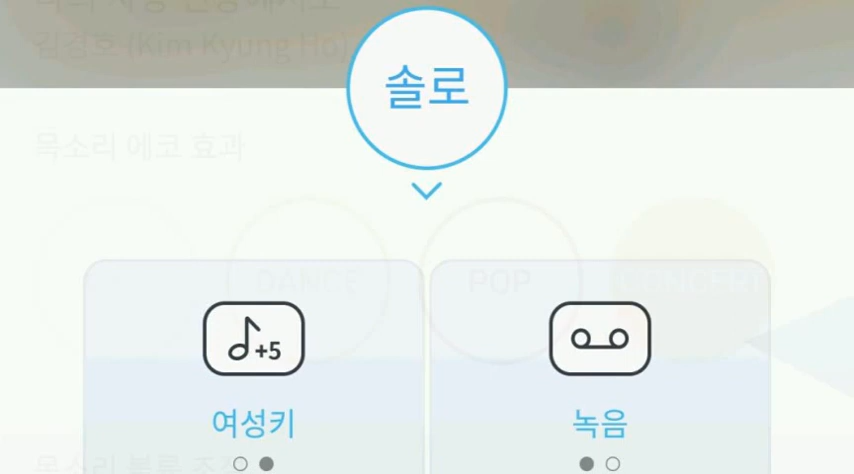 김경호 (Kim Kyung Ho)
솔로
목소리 에코 효과
DANCE POP CONCERT
+5
여성키 녹음